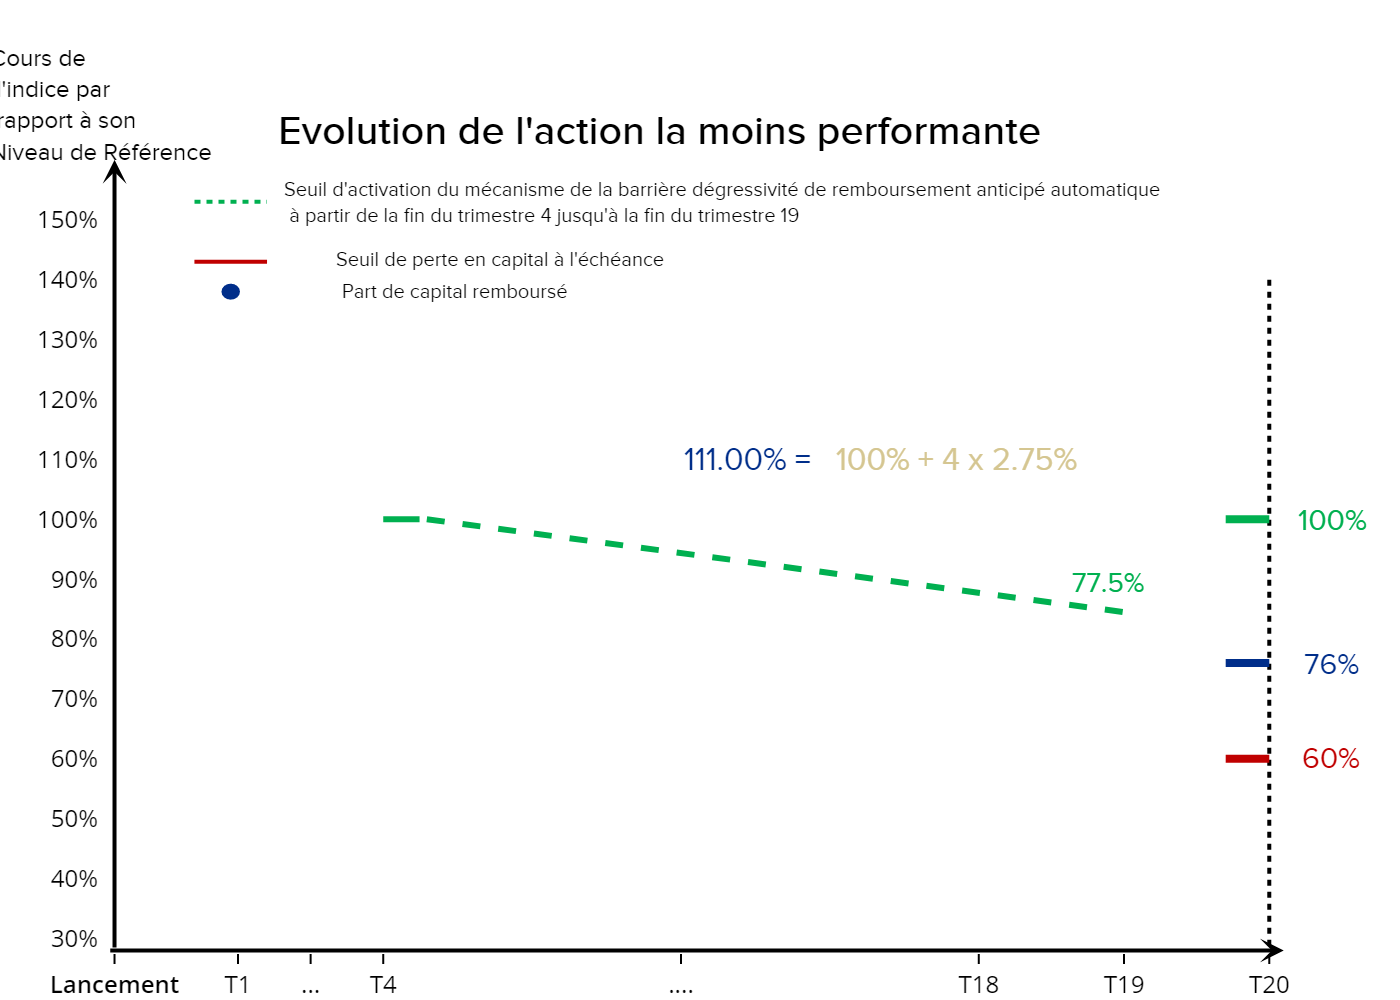 Cours de
l'indice par
rapport à son
Niveau de Référence
Evolution de l'action la moins performante
Seuil d'activation du mécanisme de la barrière dégressivité de remboursement anticipé automatique
à partir de la fin du trimestre 4 jusqu'à la fin du trimestre 19
Seuil de perte en capital à l'échéance
Part de capital remboursé
150%
140%
130%
120%
110%
100%
90%
80%
70%
60%
50%
40%
30%
111.00% = 100% + 4 x 2.75%
77.5%
100%
76%
60%
Lancement T1 ... T4 .... T18 T19 T20